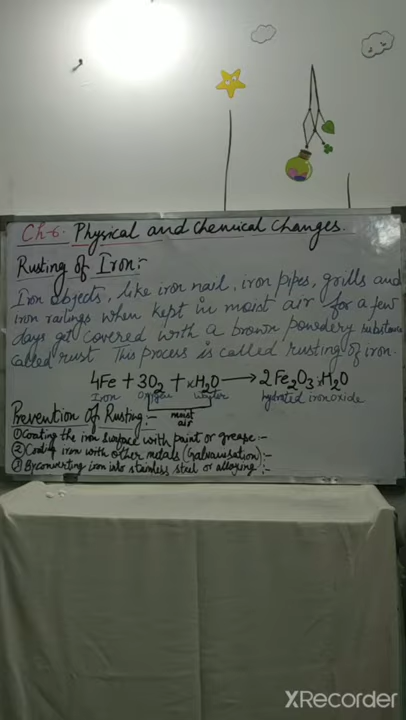 Ch-6. Physical and Chemical Changes.
Rusting of Iron:-
Iron objects, like iron nail, iron pipes, grills and
iron railings when kept in moist air for a few
days get covered with a brown powdery substance
called rust. This process is called rusting of iron.
4Fe + 3O2 + xH2O → 2Fe2O3.xH2O
Iron Oxygen Water hydrated iron oxide
moist
air
Prevention of Rusting:-
① Coating the iron surface with paint or grease:-
② Coating iron with other metals (Galvanisation):-
③ By converting iron into stainless steel or alloying:-
XRecorder